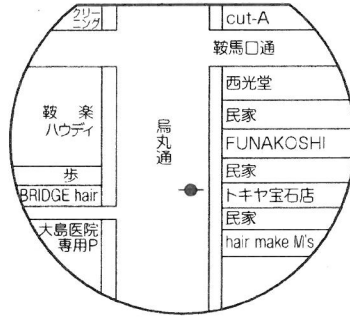 クリー
ニング
cut-A
鞍馬口通
西光堂
鞍楽
ハウディ
烏丸通
民家
FUNAKOSHI
民家
歩
BRIDGE hair
トキヤ宝石店
民家
大島医院
専用P
hair make M's